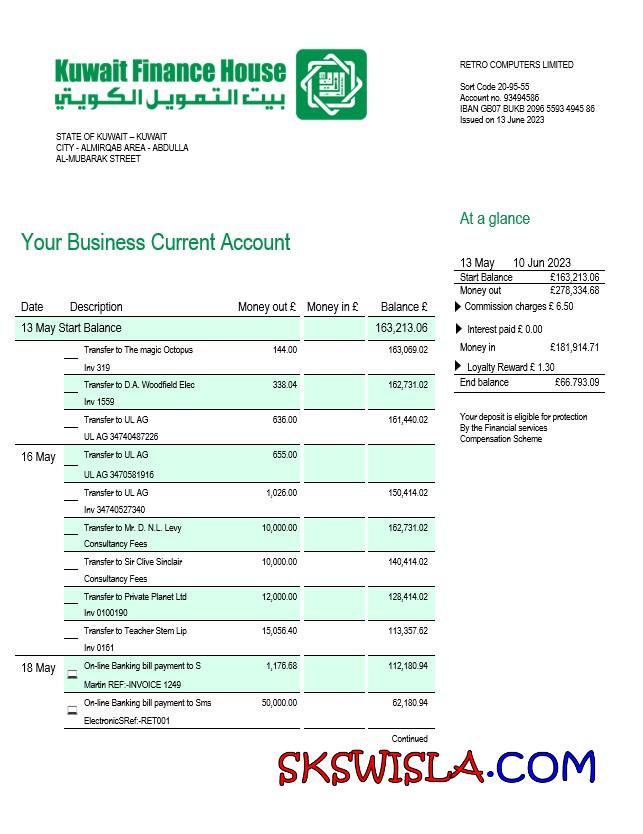 Kuwait Finance House
بيت التمويل الكويتي
RETRO COMPUTERS LIMITED
Sort Code 20-95-55
Account no. 93494586
IBAN GB07 BUKB 2096 5593 4945 86
Issued on 13 June 2023
STATE OF KUWAIT – KUWAIT
CITY - ALMIRQAB AREA - ABDULLA
AL-MUBARAK STREET
At a glance
13 May 10 Jun 2023
Start Balance £163,213.06
Money out £278,334.68
Commission charges £ 6.50
Interest paid £ 0.00
Money in £181,914.71
Loyalty Reward £ 1.30
End balance £66.793.09
Your deposit is eligible for protection
By the Financial services
Compensation Scheme
Your Business Current Account
Date Description Money out £ Money in £ Balance £
13 May Start Balance 163,213.06
Transfer to The magic Octopus 144.00 163,069.02
Inv 319
Transfer to D.A. Woodfield Elec 338.04 162,731.02
Inv 1559
Transfer to UL AG 636.00 161,440.02
UL AG 34740487226
16 May Transfer to UL AG 655.00
UL AG 3470581916
Transfer to UL AG 1,026.00 150,414.02
Inv 34740527340
Transfer to Mr. D. N.L. Levy 10,000.00 162,731.02
Consultancy Fees
Transfer to Sir Clive Sinclair 10,000.00 140,414.02
Consultancy Fees
Transfer to Private Planet Ltd 12,000.00 128,414.02
Inv 0100190
Transfer to Teacher Stem Lip 15,056.40 113,357.62
Inv 0161
18 May On-line Banking bill payment to S 1,176.68 112,180.94
Martin REF:-INVOICE 1249
On-line Banking bill payment to Sms 50,000.00 62,180.94
ElectronicSRef:-RET001
Continued
SKSWISLA.COM